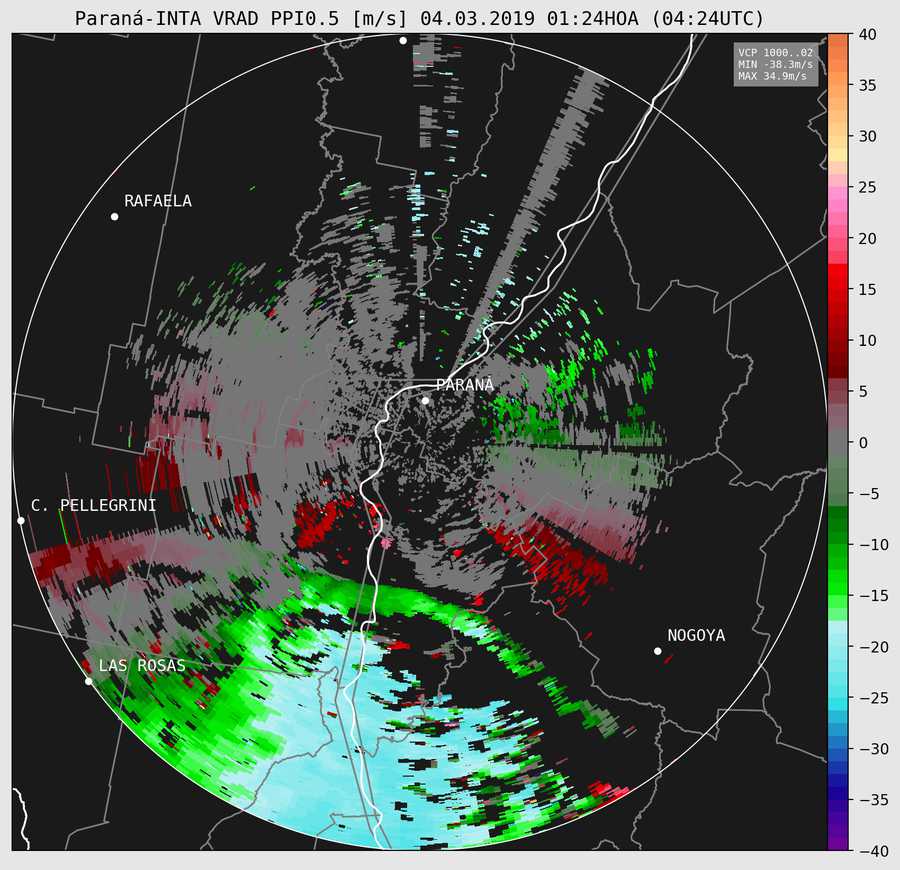 Paraná-INTA VRAD PPI0.5 [m/s] 04.03.2019 01:24HOA (04:24UTC)
VCP 1000..02
MIN -38.3m/s
MAX 34.9m/s
40
35
30
25
20
15
10
5
0
−5
−10
−15
−20
−25
−30
−35
−40
RAFAELA
PARANÁ
C. PELLEGRINI
NOGOYA
LAS ROSAS